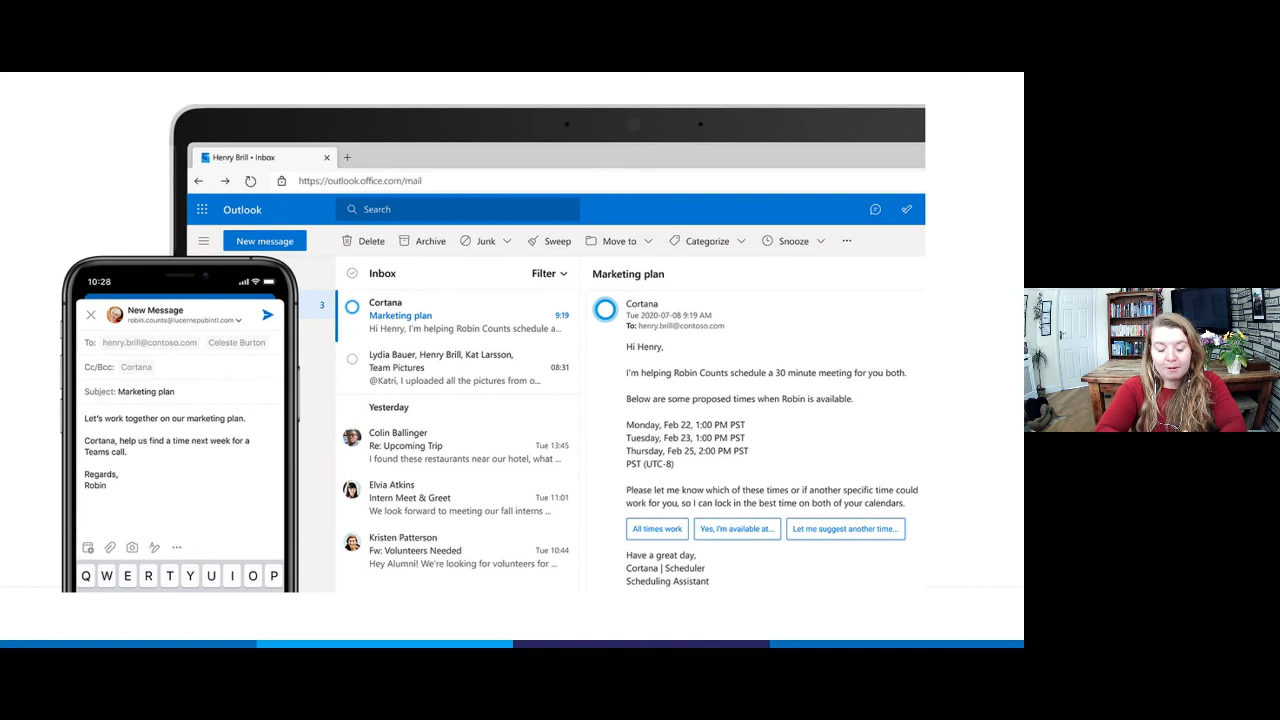 Henry Brill • Inbox
https://outlook.office.com/mail
Outlook
Search
New message
Delete
Archive
Junk
Sweep
Move to
Categorize
Snooze
3
Inbox
Filter
Cortana
Marketing plan
9:19
Hi Henry, I'm helping Robin Counts schedule a...
Lydia Bauer, Henry Brill, Kat Larsson,
Team Pictures
08:31
@Katri, I uploaded all the pictures from o...
Yesterday
Colin Ballinger
Re: Upcoming Trip
Tue 13:45
I found these restaurants near our hotel, what ...
Elvia Atkins
Intern Meet & Greet
Tue 11:01
We look forward to meeting our fall interns ...
Kristen Patterson
Fw: Volunteers Needed
Tue 10:44
Hey Alumni! We're looking for volunteers for ...
Marketing plan
Cortana
Tue 2020-07-08 9:19 AM
To: henry.brill@contoso.com
Hi Henry,
I'm helping Robin Counts schedule a 30 minute meeting for you both.
Below are some proposed times when Robin is available.
Monday, Feb 22, 1:00 PM PST
Tuesday, Feb 23, 1:00 PM PST
Thursday, Feb 25, 2:00 PM PST
PST (UTC-8)
Please let me know which of these times or if another specific time could
work for you, so I can lock in the best time on both of your calendars.
All times work
Yes, I'm available at...
Let me suggest another time...
Have a great day,
Cortana | Scheduler
Scheduling Assistant
10:28
New Message
robin.counts@lucernepubintl.com
To: henry.brill@contoso.com Celeste Burton
Cc/Bcc: Cortana
Subject: Marketing plan
Let's work together on our marketing plan.
Cortana, help us find a time next week for a
Teams call.
Regards,
Robin
Q W E R T Y U I O P